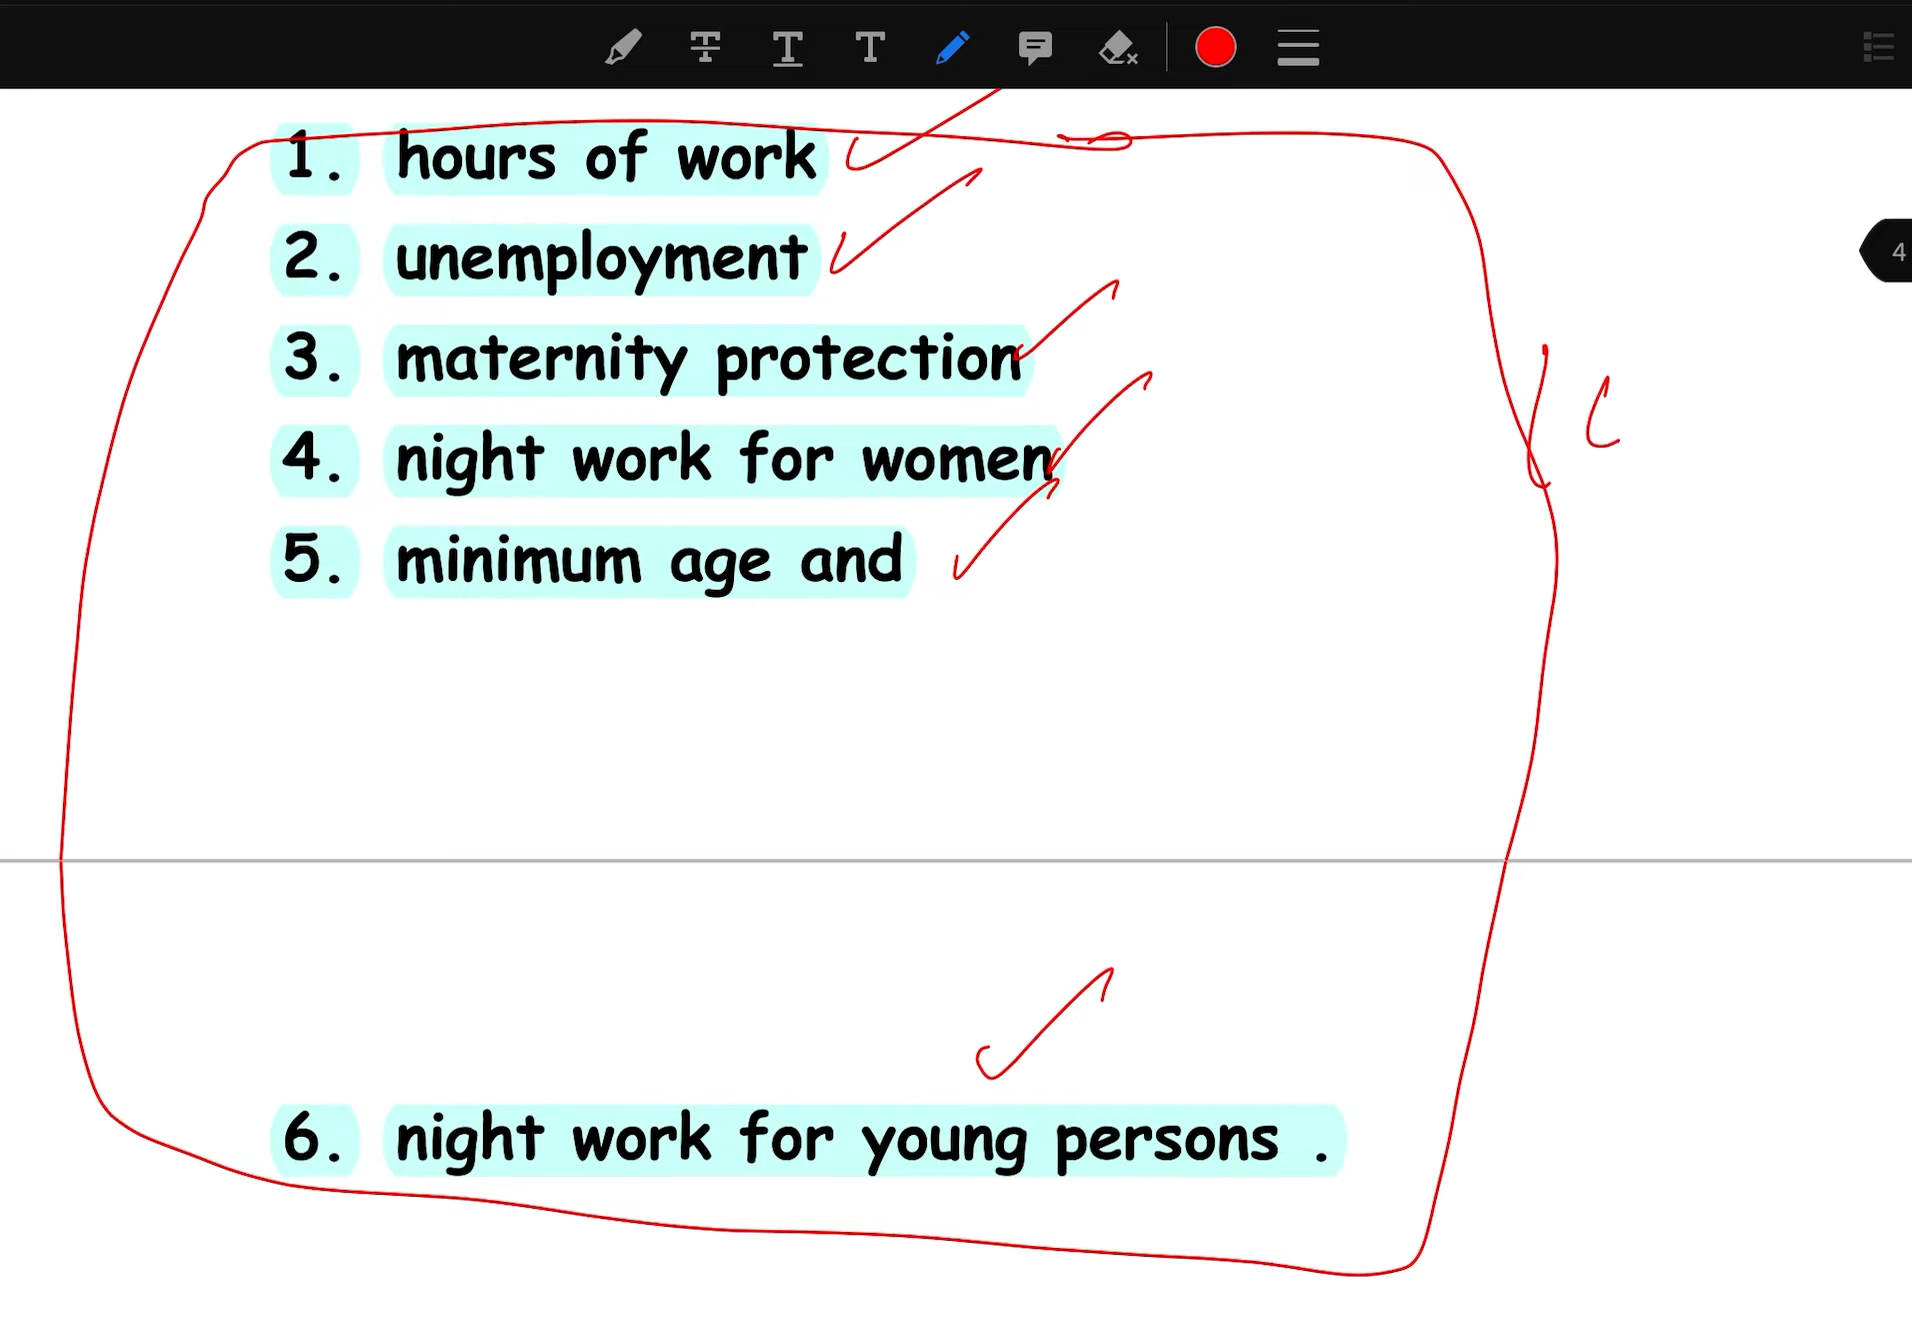 4
1. hours of work
2. unemployment
3. maternity protection
4. night work for women
5. minimum age and
6. night work for young persons .